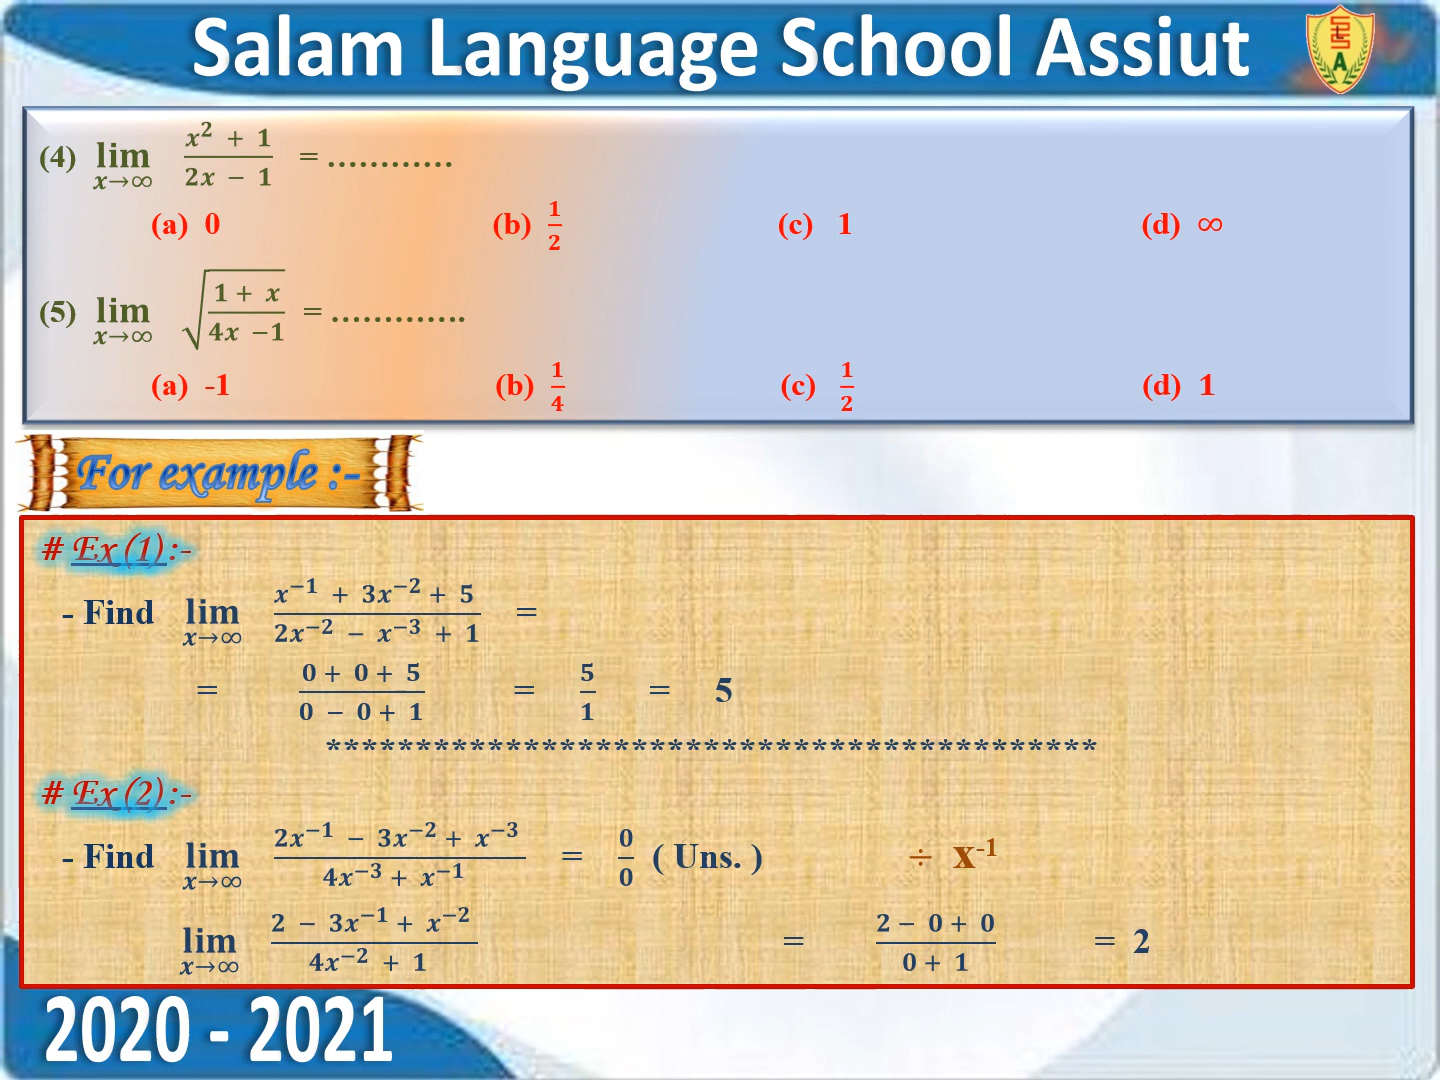 Salam Language School Assiut
(4) lim x→∞ (x² + 1)/(2x − 1) = …………
(a) 0 (b) 1/2 (c) 1 (d) ∞
(5) lim x→∞ √((1 + x)/(4x −1)) = ………….
(a) -1 (b) 1/4 (c) 1/2 (d) 1
For example :-
# Ex (1) :-
- Find lim x→∞ (x⁻¹ + 3x⁻² + 5)/(2x⁻² − x⁻³ + 1) =
= (0 + 0 + 5)/(0 − 0 + 1) = 5/1 = 5
*******************************************
# Ex (2) :-
- Find lim x→∞ (2x⁻¹ − 3x⁻² + x⁻³)/(4x⁻³ + x⁻¹) = 0/0 ( Uns. ) ÷ x⁻¹
lim x→∞ (2 − 3x⁻¹ + x⁻²)/(4x⁻² + 1) = (2 − 0 + 0)/(0 + 1) = 2
2020 - 2021